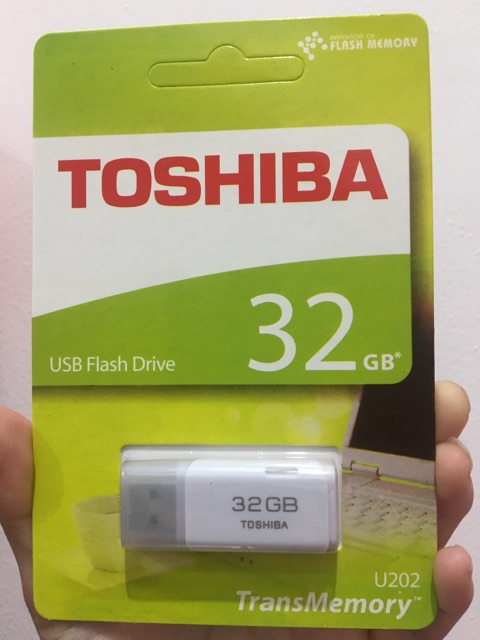 INVENTOR OF
FLASH MEMORY
TOSHIBA
USB Flash Drive
32 GB*
32GB
TOSHIBA
U202
TransMemory™